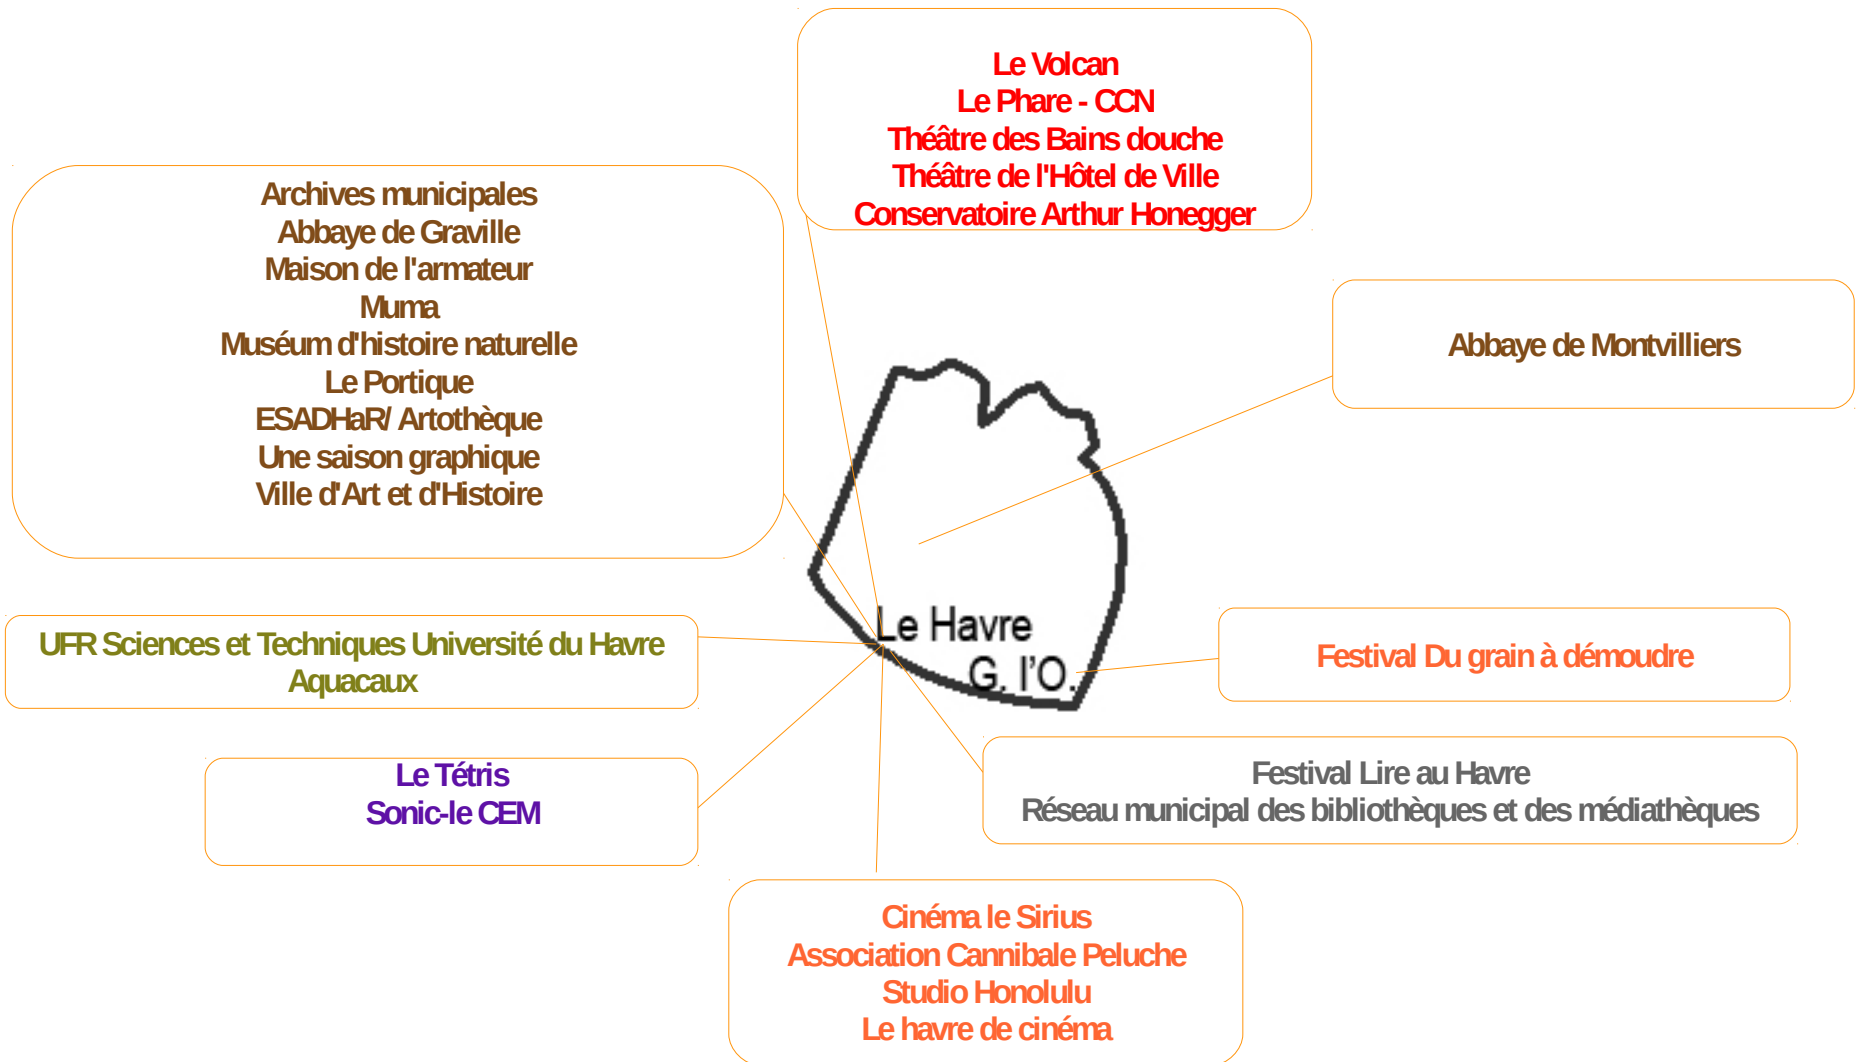 Le Volcan
Le Phare - CCN
Théâtre des Bains douche
Théâtre de l'Hôtel de Ville
Conservatoire Arthur Honegger
Archives municipales
Abbaye de Graville
Maison de l'armateur
Muma
Muséum d'histoire naturelle
Le Portique
ESADHaR/ Artothèque
Une saison graphique
Ville d'Art et d'Histoire
Abbaye de Montvilliers
Le Havre
G. l'O.
UFR Sciences et Techniques Université du Havre
Aquacaux
Festival Du grain à démoudre
Le Tétris
Sonic-le CEM
Festival Lire au Havre
Réseau municipal des bibliothèques et des médiathèques
Cinéma le Sirius
Association Cannibale Peluche
Studio Honolulu
Le havre de cinéma